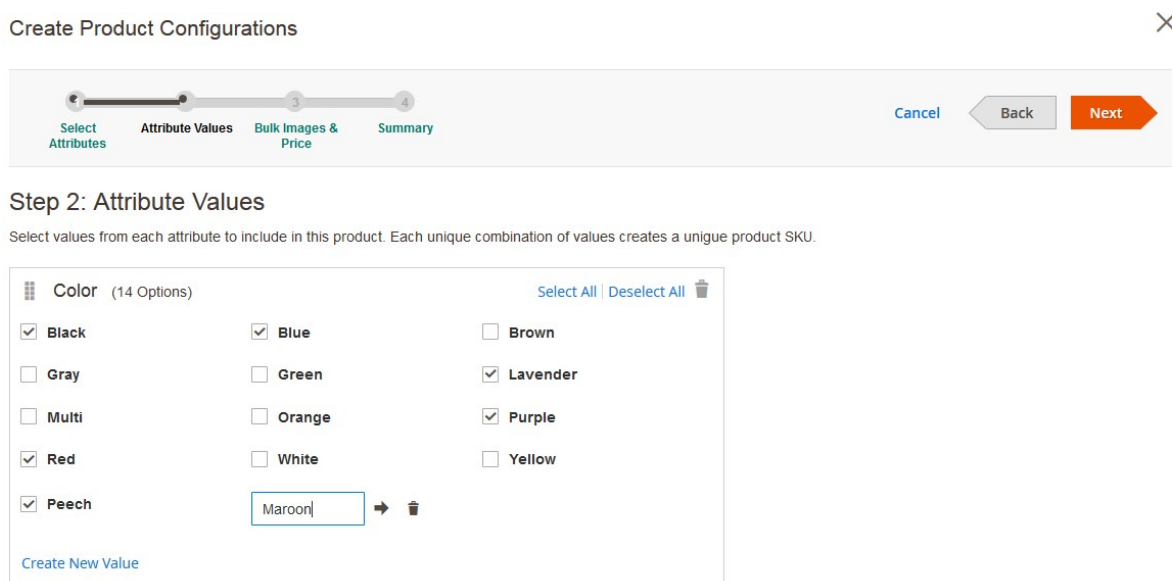 Create Product Configurations
1 3 4
Select Attribute Values Bulk Images & Summary
Attributes Price
Cancel Back Next
Step 2: Attribute Values
Select values from each attribute to include in this product. Each unique combination of values creates a unigue product SKU.
Color (14 Options) Select All | Deselect All
Black Blue Brown
Gray Green Lavender
Multi Orange Purple
Red White Yellow
Peech Maroon
Create New Value